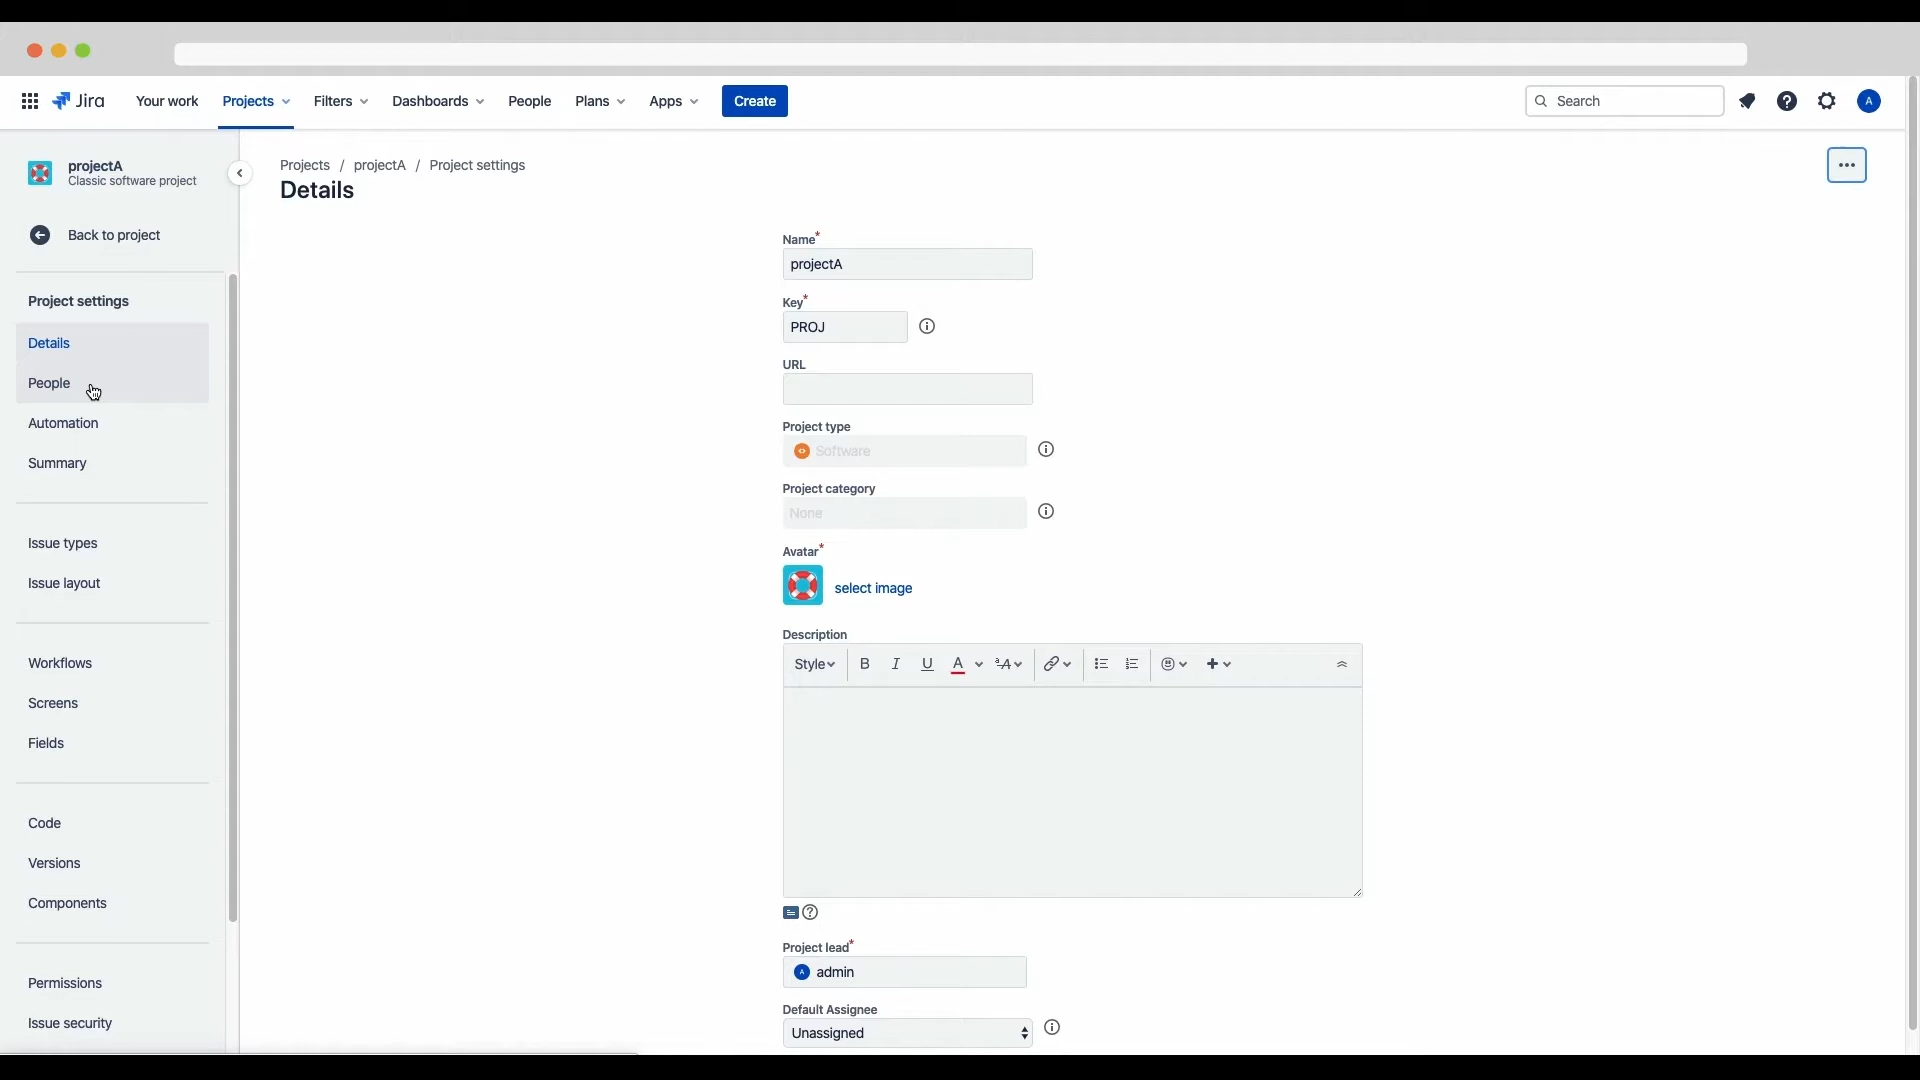 Jira
Your work
Projects
Filters
Dashboards
People
Plans
Apps
Create
Search
A
projectA
Classic software project
Back to project
Project settings
Details
People
Automation
Summary
Issue types
Issue layout
Workflows
Screens
Fields
Code
Versions
Components
Permissions
Issue security
Projects / projectA / Project settings
Details
Name*
projectA
Key*
PROJ
URL
Project type
Software
Project category
None
Avatar*
select image
Description
Style B I U A ªA
Project lead*
A admin
Default Assignee
Unassigned